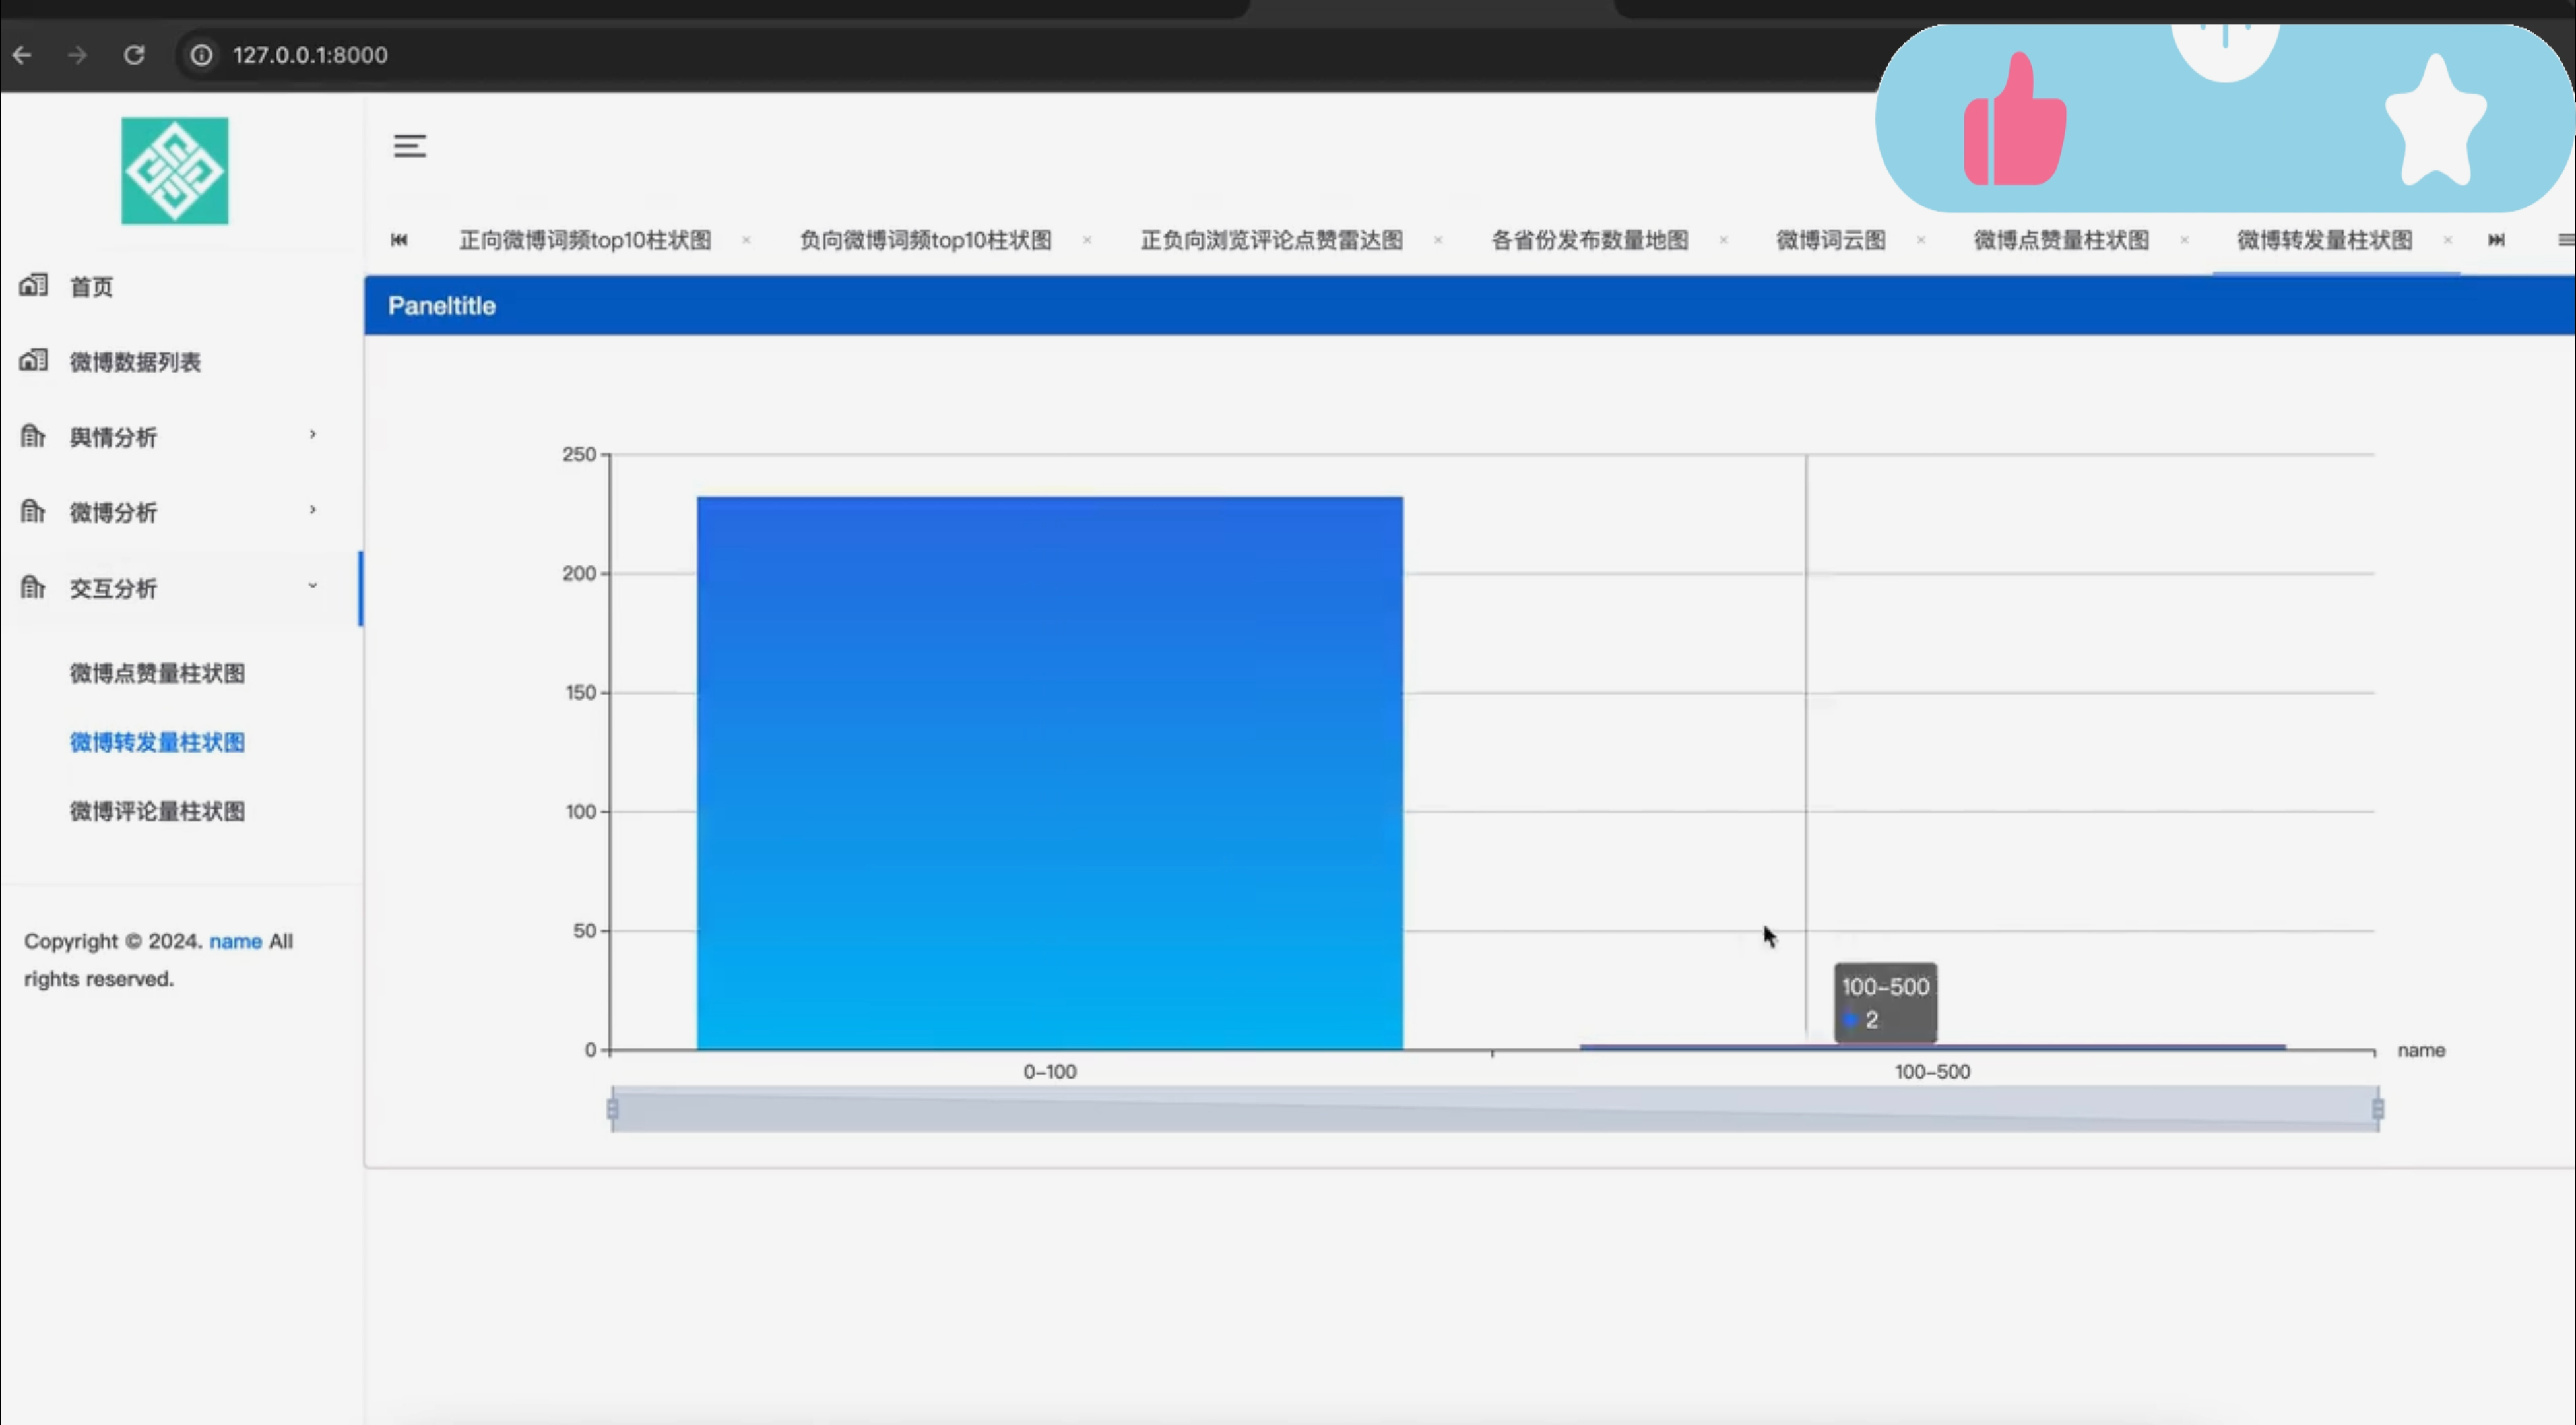 127.0.0.1:8000
正向微博词频top10柱状图 × 负向微博词频top10柱状图 × 正负向浏览评论点赞雷达图 × 各省份发布数量地图 × 微博词云图 × 微博点赞量柱状图 × 微博转发量柱状图 ×
首页
微博数据列表
舆情分析
微博分析
交互分析
微博点赞量柱状图
微博转发量柱状图
微博评论量柱状图
Copyright © 2024. name All
rights reserved.
Paneltitle
250
200
150
100
50
0
100-500
2
0-100
100-500
name